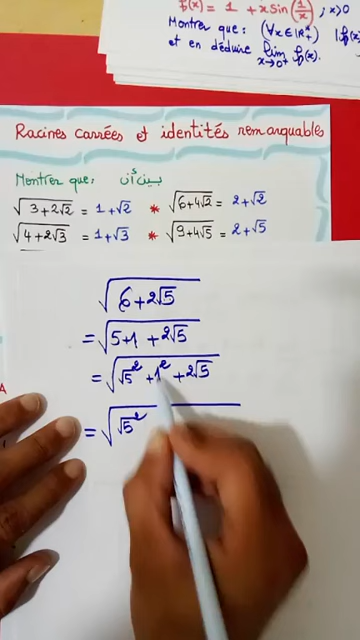 f(x) = 1 + x sin(1/x) ; x>0
Montrer que : (∀x∈ℝ*₊) |f(x)
et en déduire lim f(x).
x→0⁺
Racines carrées et identités remarquables
Montrer que : بين أن
√(3+2√2) = 1+√2 * √(6+4√2) = 2+√2
√(4+2√3) = 1+√3 * √(9+4√5) = 2+√5
√(6+2√5)
= √(5+1+2√5)
= √(√5²+1²+2√5)
= √(√5²